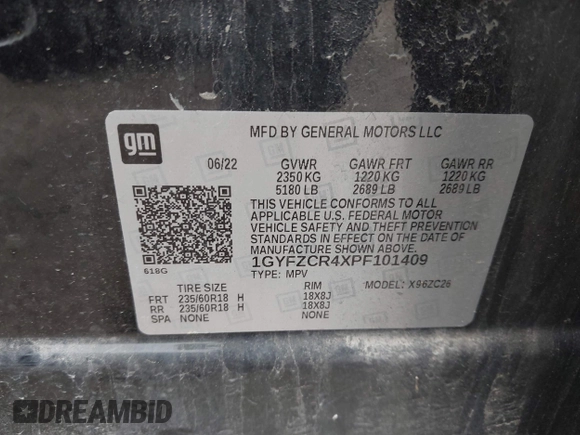 gm
MFD BY GENERAL MOTORS LLC
06/22 GVWR GAWR FRT GAWR RR
2350 KG 1220 KG 1220 KG
5180 LB 2689 LB 2689 LB
THIS VEHICLE CONFORMS TO ALL
APPLICABLE U.S. FEDERAL MOTOR
VEHICLE SAFETY AND THEFT PREVENTION
STANDARDS IN EFFECT ON THE DATE OF
MANUFACTURE SHOWN ABOVE.
1GYFZCR4XPF101409
618G
TYPE: MPV MODEL: X96ZC26
TIRE SIZE RIM
FRT 235/60R18 H 18X8J
RR 235/60R18 H 18X8J
SPA NONE NONE
DREAMBID